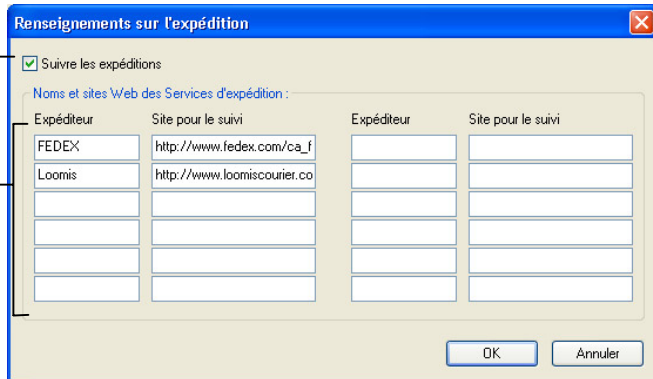 Renseignements sur l'expédition
Suivre les expéditions
Noms et sites Web des Services d'expédition :
Expéditeur Site pour le suivi Expéditeur Site pour le suivi
FEDEX http://www.fedex.com/ca_f
Loomis http://www.loomiscourier.co
OK Annuler